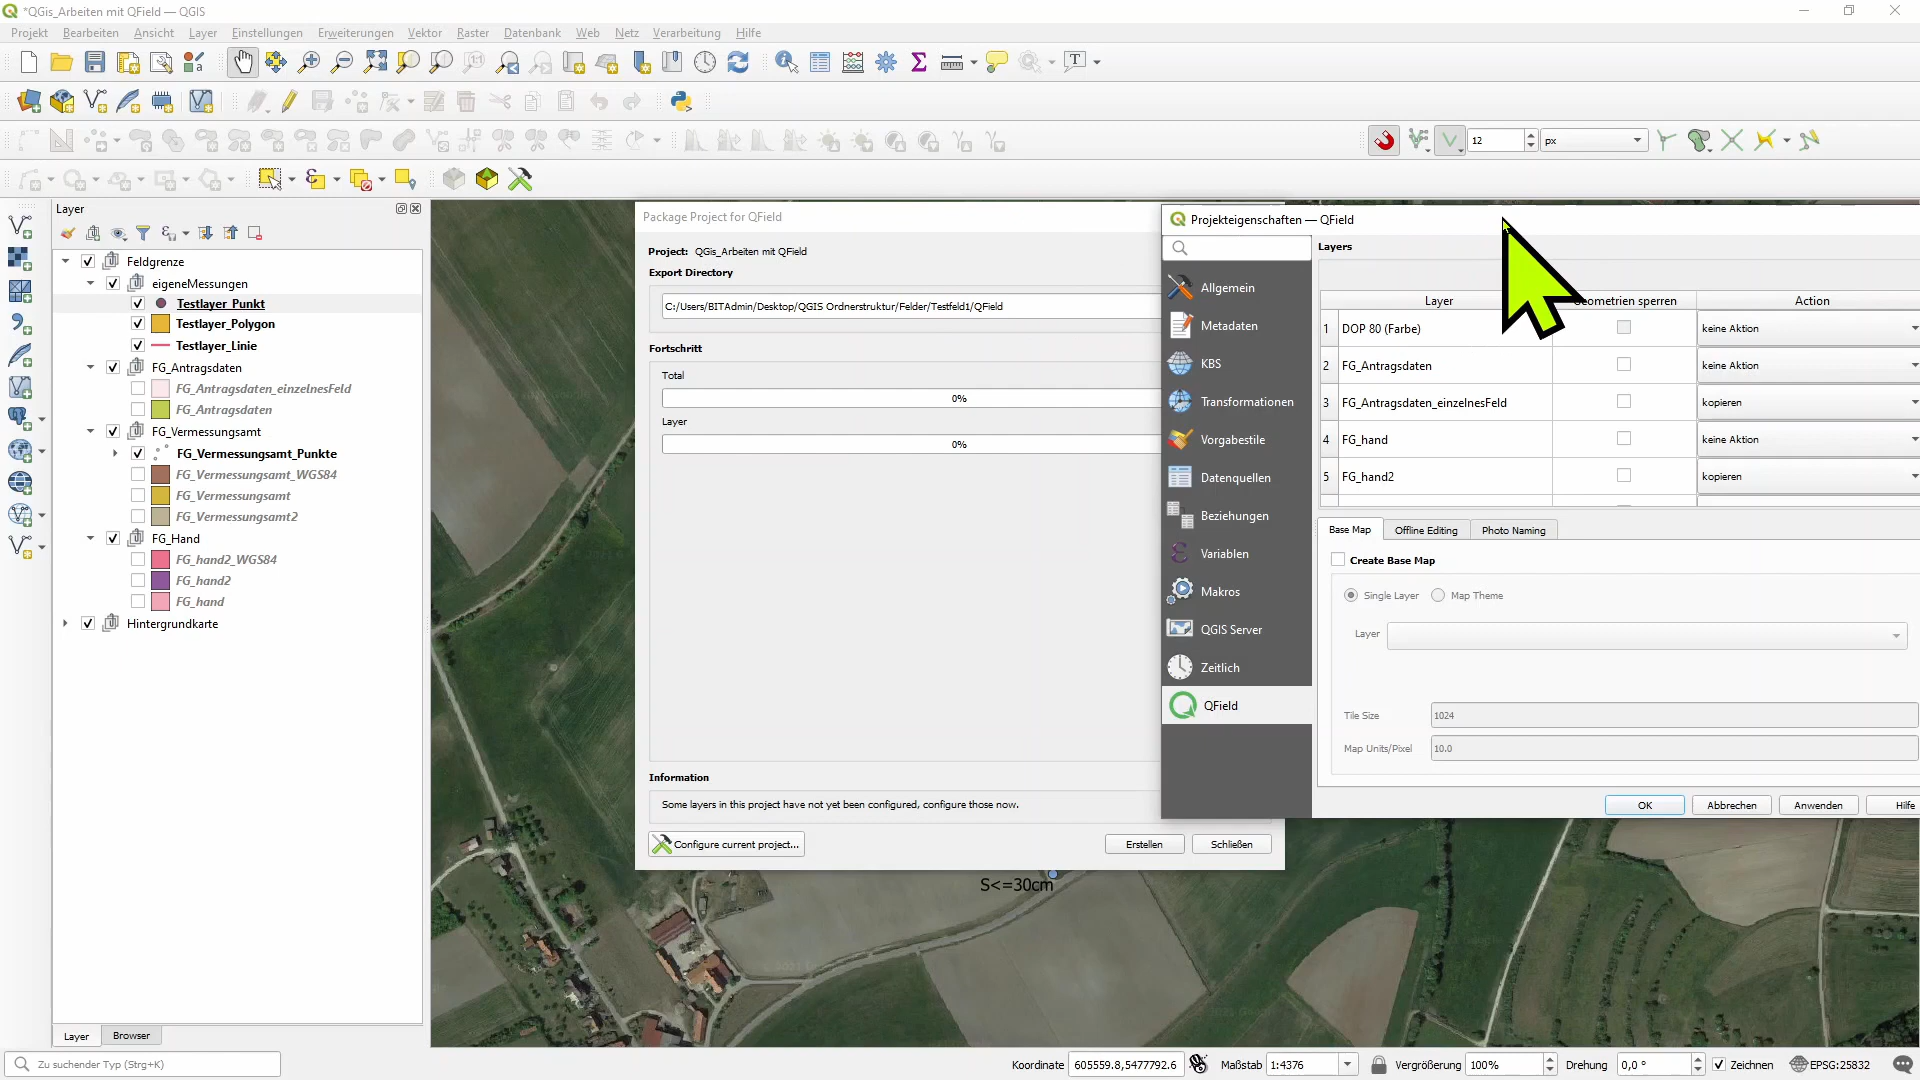 *QGis_Arbeiten mit QField — QGIS
Projekt Bearbeiten Ansicht Layer Einstellungen Erweiterungen Vektor Raster Datenbank Web Netz Verarbeitung Hilfe
12 px
Layer
Feldgrenze
eigeneMessungen
Testlayer_Punkt
Testlayer_Polygon
Testlayer_Linie
FG_Antragsdaten
FG_Antragsdaten_einzelnesFeld
FG_Antragsdaten
FG_Vermessungsamt
FG_Vermessungsamt_Punkte
FG_Vermessungsamt_WGS84
FG_Vermessungsamt
FG_Vermessungsamt2
FG_Hand
FG_hand2_WGS84
FG_hand2
FG_hand
Hintergrundkarte
Layer Browser
Package Project for QField
Project: QGis_Arbeiten mit QField
Export Directory
C:/Users/BITAdmin/Desktop/QGIS Ordnerstruktur/Felder/Testfeld1/QField
Fortschritt
Total
0%
Layer
0%
Information
Some layers in this project have not yet been configured, configure those now.
Configure current project... Erstellen Schließen
S<=30cm
Projekteigenschaften — QField
Allgemein
Metadaten
KBS
Transformationen
Vorgabestile
Datenquellen
Beziehungen
Variablen
Makros
QGIS Server
Zeitlich
QField
Layers
Layer eometrien sperren Action
1 DOP 80 (Farbe) keine Aktion
2 FG_Antragsdaten keine Aktion
3 FG_Antragsdaten_einzelnesFeld kopieren
4 FG_hand keine Aktion
5 FG_hand2 kopieren
Base Map Offline Editing Photo Naming
Create Base Map
Single Layer Map Theme
Layer
Tile Size 1024
Map Units/Pixel 10.0
OK Abbrechen Anwenden Hilfe
Zu suchender Typ (Strg+K) Koordinate 605559.8,5477792.6 Maßstab 1:4376 Vergrößerung 100% Drehung 0,0 ° Zeichnen EPSG:25832